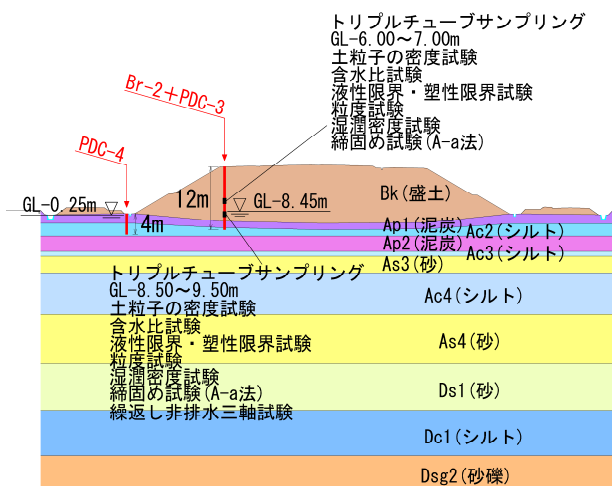 トリプルチューブサンプリング
GL-6.00～7.00m
土粒子の密度試験
含水比試験
液性限界・塑性限界試験
粒度試験
湿潤密度試験
締固め試験(A-a法)
Br-2＋PDC-3
PDC-4
GL-0.25m
12m
GL-8.45m
4m
Bk(盛土)
Ap1(泥炭)
Ac2(シルト)
Ap2(泥炭)
Ac3(シルト)
As3(砂)
Ac4(シルト)
As4(砂)
Ds1(砂)
Dc1(シルト)
Dsg2(砂礫)
トリプルチューブサンプリング
GL-8.50～9.50m
土粒子の密度試験
含水比試験
液性限界・塑性限界試験
粒度試験
湿潤密度試験
締固め試験(A-a法)
繰返し非排水三軸試験